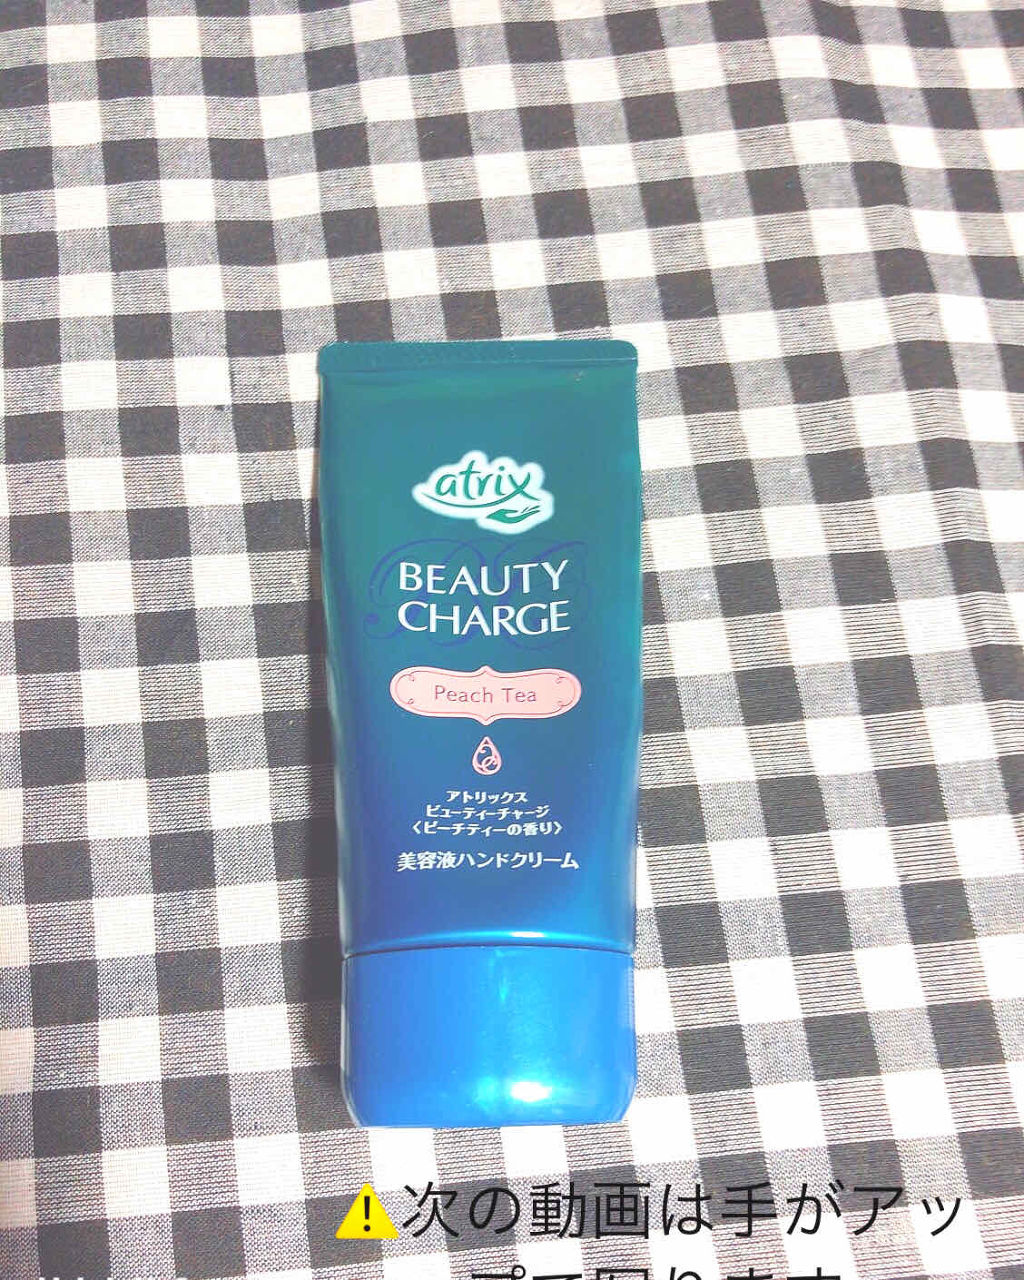 atrix
BEAUTY
CHARGE
Peach Tea
アトリックス
ビューティーチャージ
〈ピーチティーの香り〉
美容液ハンドクリーム
⚠️次の動画は手がアッ